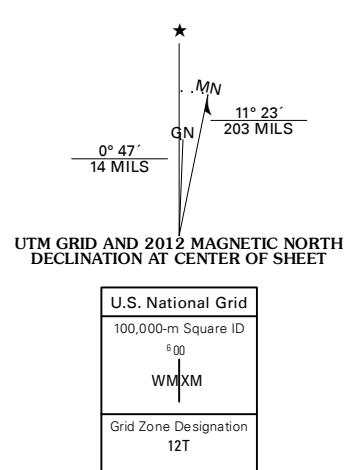 ★
MN
GN
11° 23´
203 MILS
0° 47´
14 MILS
UTM GRID AND 2012 MAGNETIC NORTH
DECLINATION AT CENTER OF SHEET
U.S. National Grid
100,000-m Square ID
⁶00
WM XM
Grid Zone Designation
12T